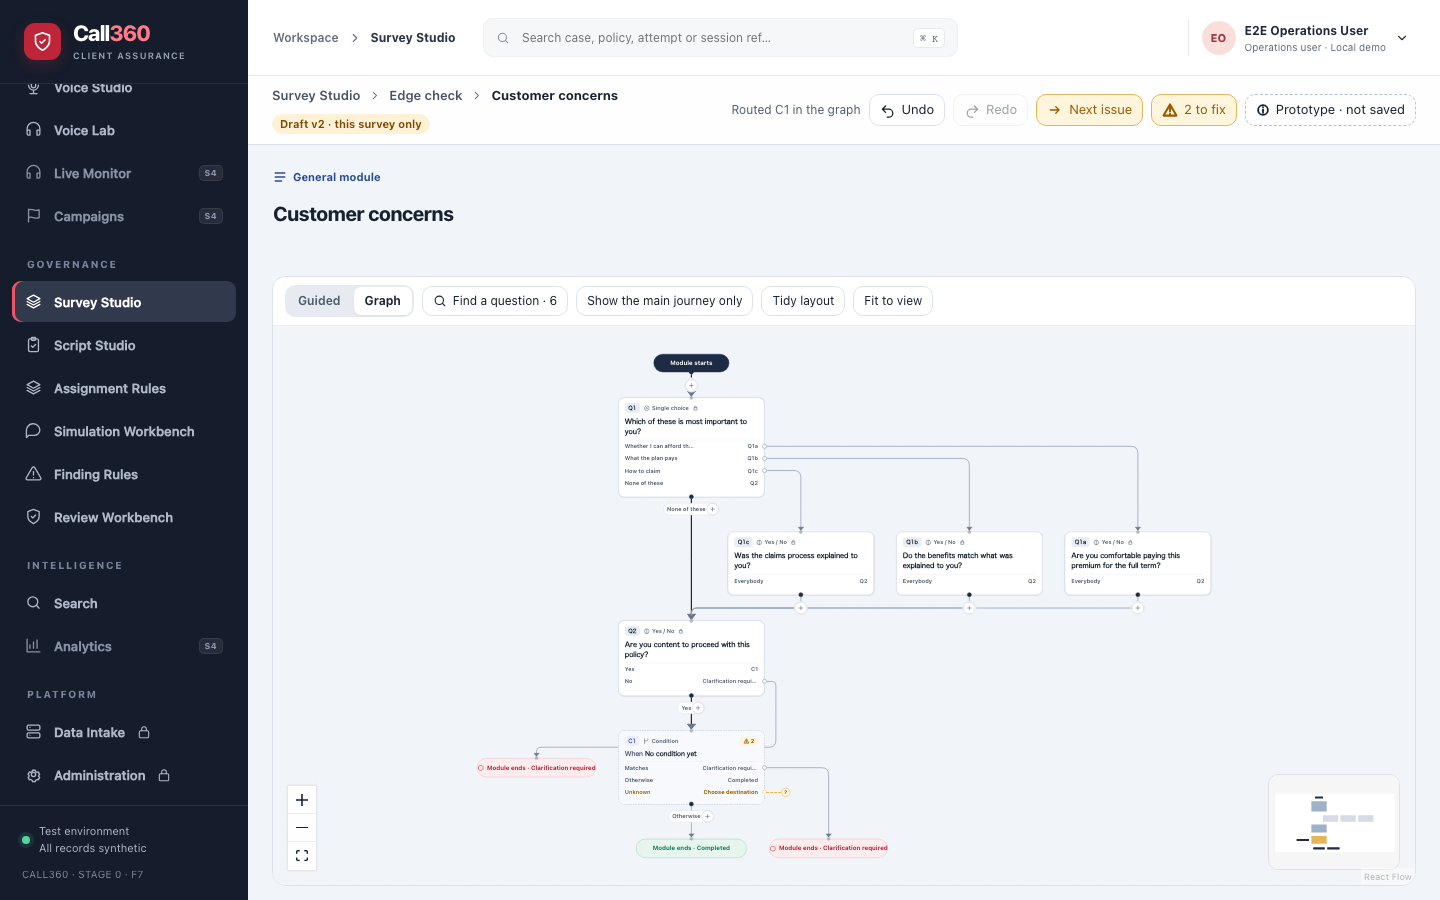 Call360
CLIENT ASSURANCE
Voice Studio
Voice Lab
Live Monitor S4
Campaigns S4
GOVERNANCE
Survey Studio
Script Studio
Assignment Rules
Simulation Workbench
Finding Rules
Review Workbench
INTELLIGENCE
Search
Analytics S4
PLATFORM
Data Intake
Administration
Test environment
All records synthetic
CALL360 · STAGE 0 · F7
Workspace > Survey Studio
Search case, policy, attempt or session ref...
⌘ K
EO
E2E Operations User
Operations user · Local demo
Survey Studio > Edge check > Customer concerns
Draft v2 · this survey only
Routed C1 in the graph
Undo
Redo
Next issue
2 to fix
Prototype · not saved
General module
Customer concerns
Guided
Graph
Find a question · 6
Show the main journey only
Tidy layout
Fit to view
Module starts
Q1 Single choice
Which of these is most important to
you?
Whether I can afford th... Q1a
What the plan pays Q1b
How to claim Q1c
None of these Q2
None of these
Q1c Yes / No
Was the claims process explained to
you?
Everybody Q2
Q1b Yes / No
Do the benefits match what was
explained to you?
Everybody Q2
Q1a Yes / No
Are you comfortable paying this
premium for the full term?
Everybody Q2
Q2 Yes / No
Are you content to proceed with this
policy?
Yes C1
No Clarification requi...
Yes
C1 Condition 2
When No condition yet
Matches Clarification requi...
Otherwise Completed
Unknown Choose destination
?
Module ends · Clarification required
Otherwise
Module ends · Completed
Module ends · Clarification required
React Flow